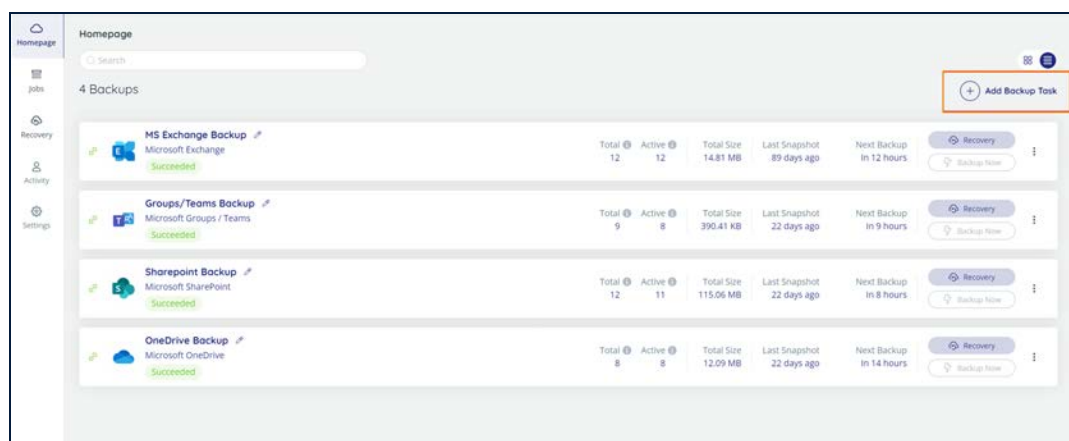 Homepage
Homepage
Search
Jobs
4 Backups
Add Backup Task
Recovery
Activity
Settings
MS Exchange Backup
Microsoft Exchange
Succeeded
Total Active Total Size Last Snapshot Next Backup
12 12 14.81 MB 89 days ago In 12 hours
Recovery
Backup Now
Groups/Teams Backup
Microsoft Groups / Teams
Succeeded
Total Active Total Size Last Snapshot Next Backup
9 8 390.41 KB 22 days ago In 9 hours
Recovery
Backup Now
Sharepoint Backup
Microsoft SharePoint
Succeeded
Total Active Total Size Last Snapshot Next Backup
12 11 115.06 MB 22 days ago In 8 hours
Recovery
Backup Now
OneDrive Backup
Microsoft OneDrive
Succeeded
Total Active Total Size Last Snapshot Next Backup
8 8 12.09 MB 22 days ago In 14 hours
Recovery
Backup Now